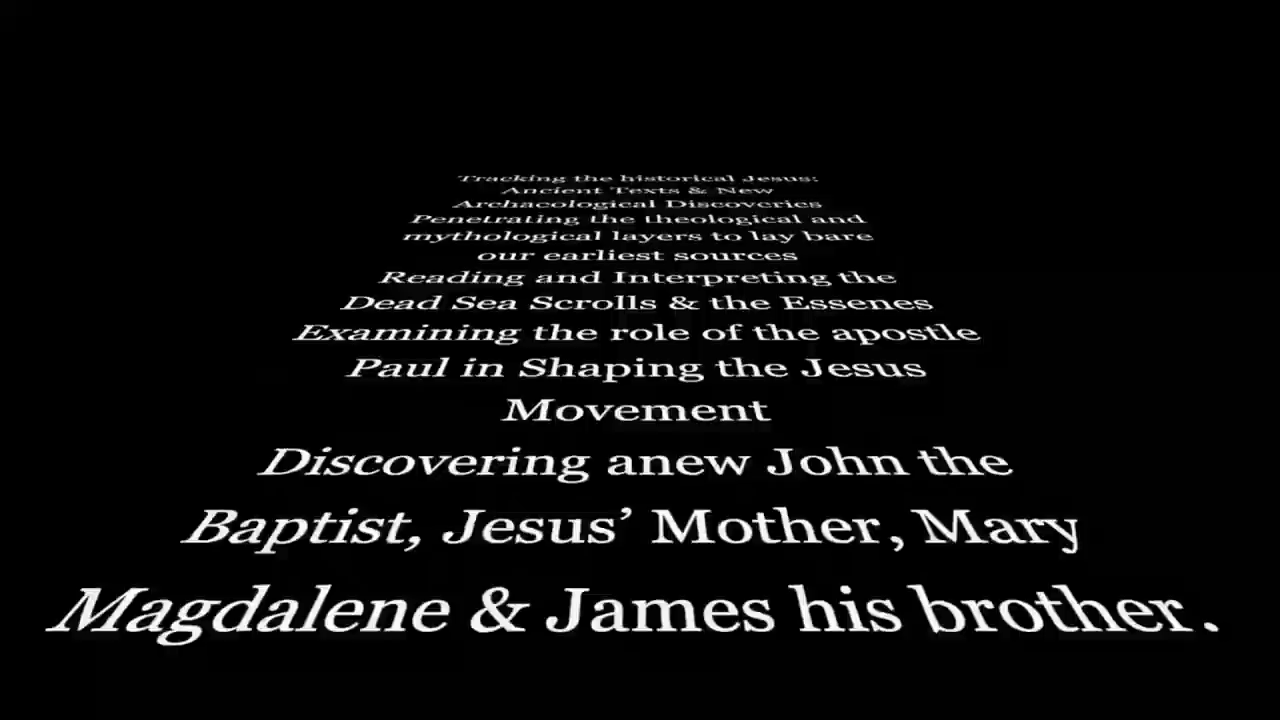 Tracking the historical Jesus:
Ancient Texts & New
Archaeological Discoveries
Penetrating the theological and
mythological layers to lay bare
our earliest sources
Reading and Interpreting the
Dead Sea Scrolls & the Essenes
Examining the role of the apostle
Paul in Shaping the Jesus
Movement
Discovering anew John the
Baptist, Jesus’ Mother, Mary
Magdalene & James his brother.